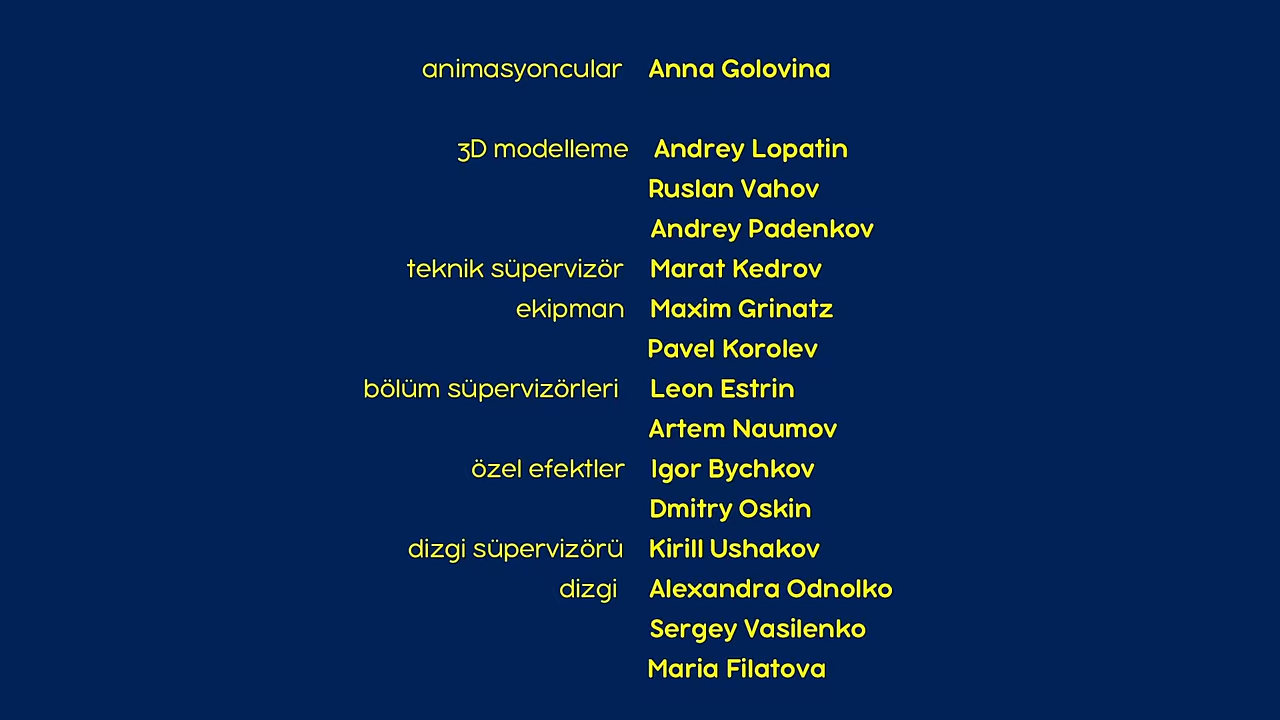 animasyoncular Anna Golovina
3D modelleme Andrey Lopatin
Ruslan Vahov
Andrey Padenkov
teknik süpervizör Marat Kedrov
ekipman Maxim Grinatz
Pavel Korolev
bölüm süpervizörleri Leon Estrin
Artem Naumov
özel efektler Igor Bychkov
Dmitry Oskin
dizgi süpervizörü Kirill Ushakov
dizgi Alexandra Odnolko
Sergey Vasilenko
Maria Filatova